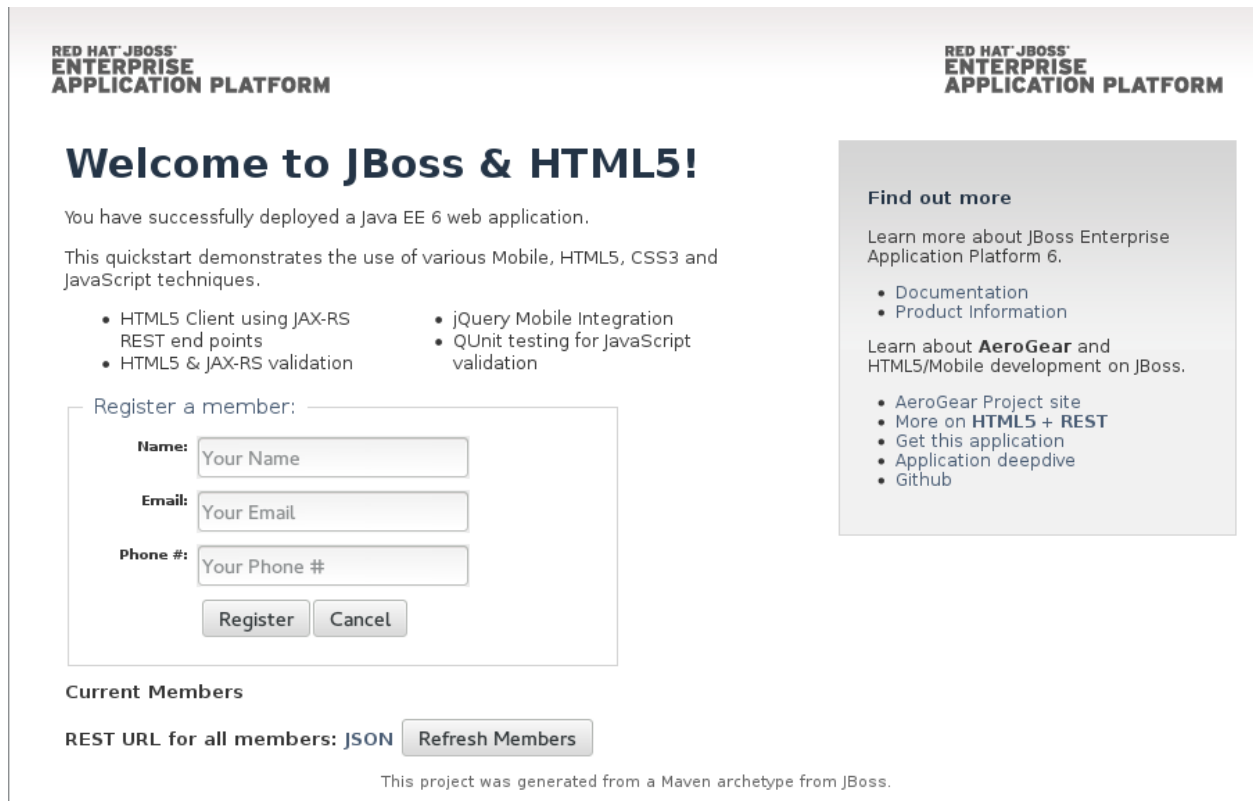 RED HAT® JBOSS®
ENTERPRISE
APPLICATION PLATFORM
RED HAT® JBOSS®
ENTERPRISE
APPLICATION PLATFORM
Welcome to JBoss & HTML5!
You have successfully deployed a Java EE 6 web application.
This quickstart demonstrates the use of various Mobile, HTML5, CSS3 and
JavaScript techniques.
• HTML5 Client using JAX-RS
REST end points
• HTML5 & JAX-RS validation
• jQuery Mobile Integration
• QUnit testing for JavaScript
validation
Register a member:
Name:
Your Name
Email:
Your Email
Phone #:
Your Phone #
Register Cancel
Current Members
REST URL for all members: JSON Refresh Members
Find out more
Learn more about JBoss Enterprise
Application Platform 6.
• Documentation
• Product Information
Learn about AeroGear and
HTML5/Mobile development on JBoss.
• AeroGear Project site
• More on HTML5 + REST
• Get this application
• Application deepdive
• Github
This project was generated from a Maven archetype from JBoss.